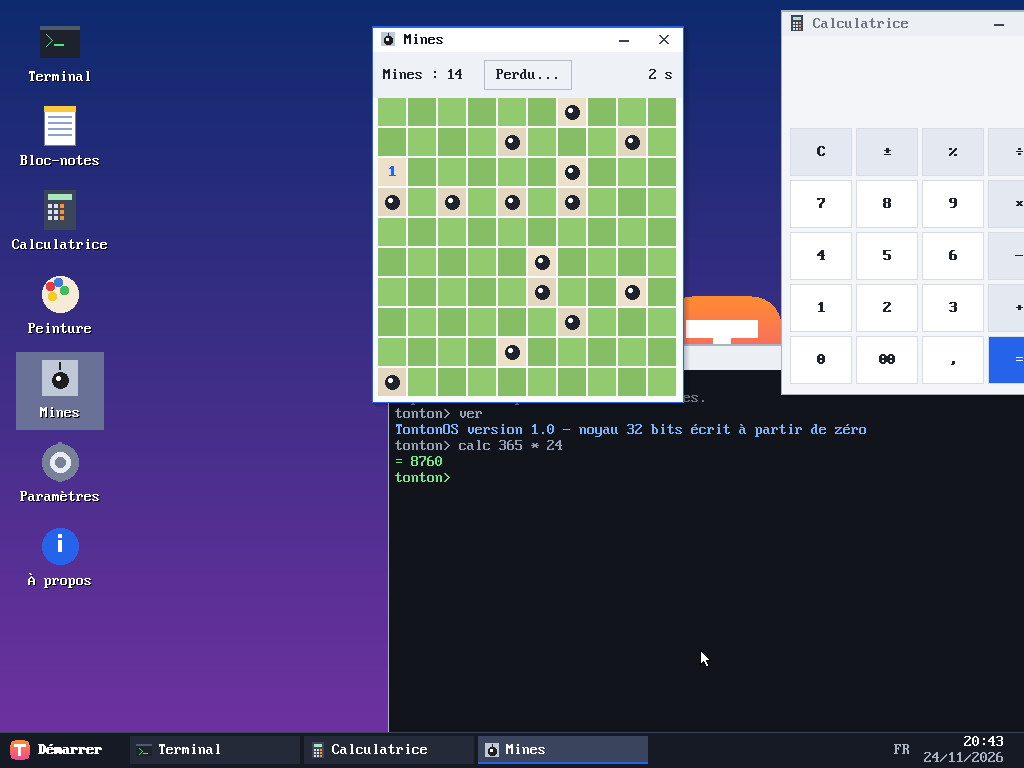 Terminal
Bloc-notes
Calculatrice
Peinture
Mines
Paramètres
À propos
Mines
Mines : 14
Perdu...
2 s
1
Calculatrice
C ± % ÷
7 8 9 ×
4 5 6 −
1 2 3 +
0 00 , =
es.
tonton> ver
TontonOS version 1.0 - noyau 32 bits écrit à partir de zéro
tonton> calc 365 * 24
= 8760
tonton>
T Démarrer
Terminal
Calculatrice
Mines
FR
20:43
24/11/2026